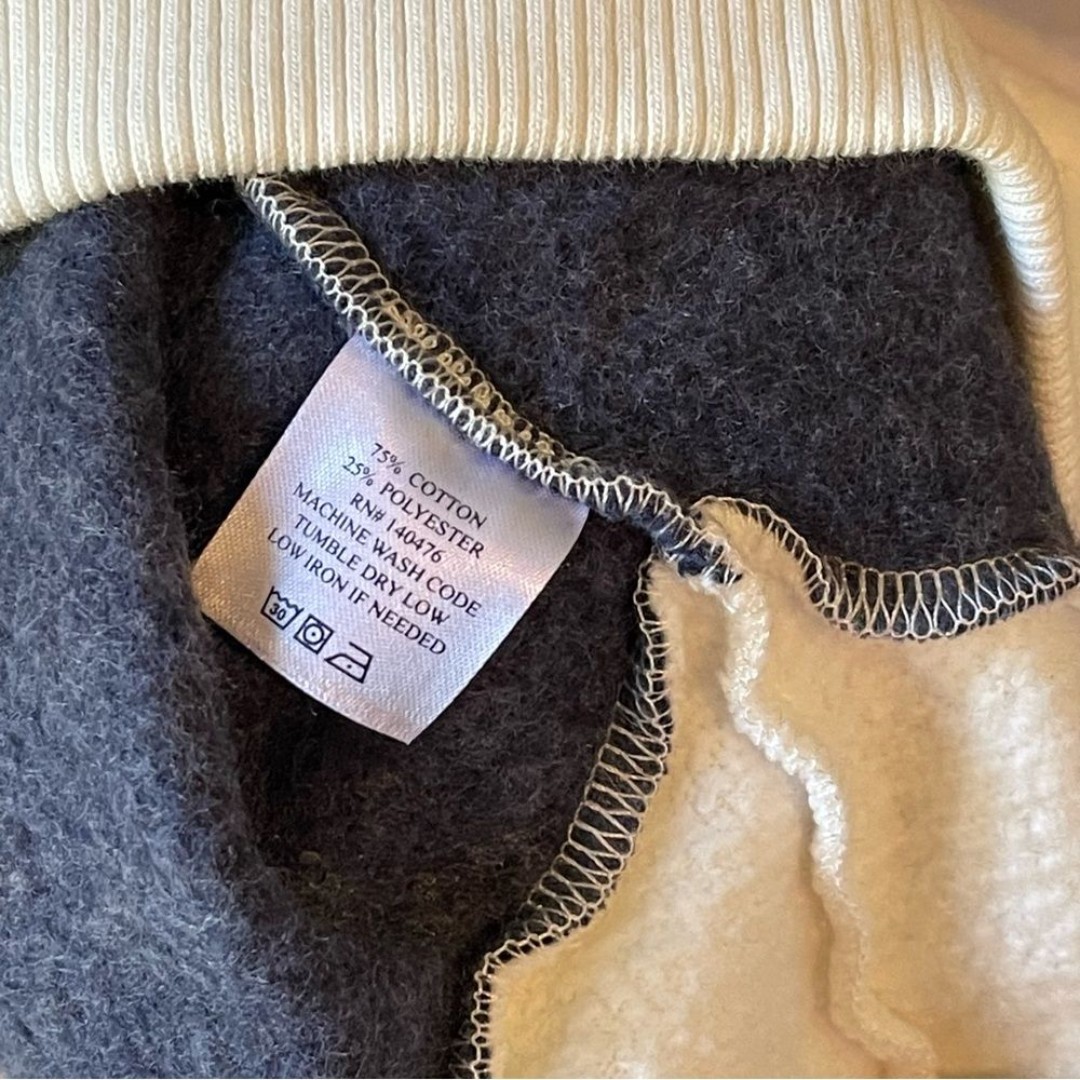 75% COTTON
25% POLYESTER
RN# 140476
MACHINE WASH CODE
TUMBLE DRY LOW
LOW IRON IF NEEDED
30